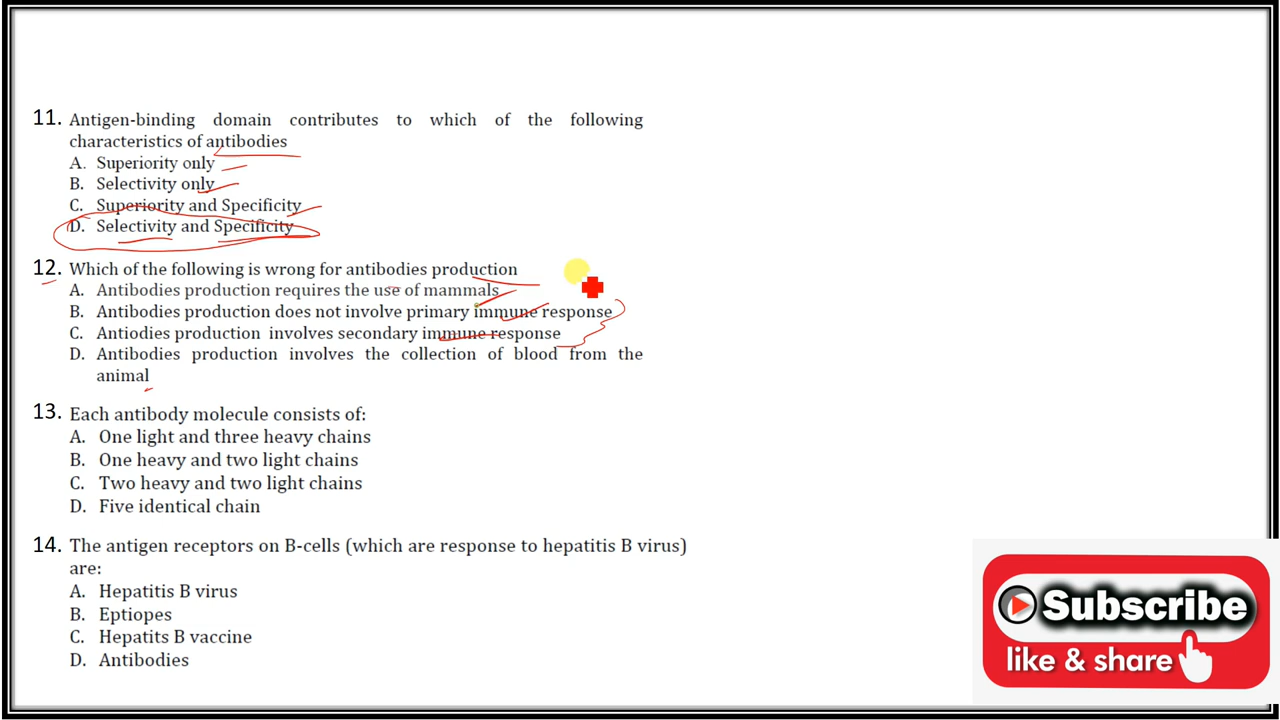 11. Antigen-binding domain contributes to which of the following
characteristics of antibodies
A. Superiority only
B. Selectivity only
C. Superiority and Specificity
D. Selectivity and Specificity
12. Which of the following is wrong for antibodies production
A. Antibodies production requires the use of mammals
B. Antibodies production does not involve primary immune response
C. Antiodies production involves secondary immune response
D. Antibodies production involves the collection of blood from the
animal
13. Each antibody molecule consists of:
A. One light and three heavy chains
B. One heavy and two light chains
C. Two heavy and two light chains
D. Five identical chain
14. The antigen receptors on B-cells (which are response to hepatitis B virus)
are:
A. Hepatitis B virus
B. Eptiopes
C. Hepatits B vaccine
D. Antibodies
Subscribe
like & share